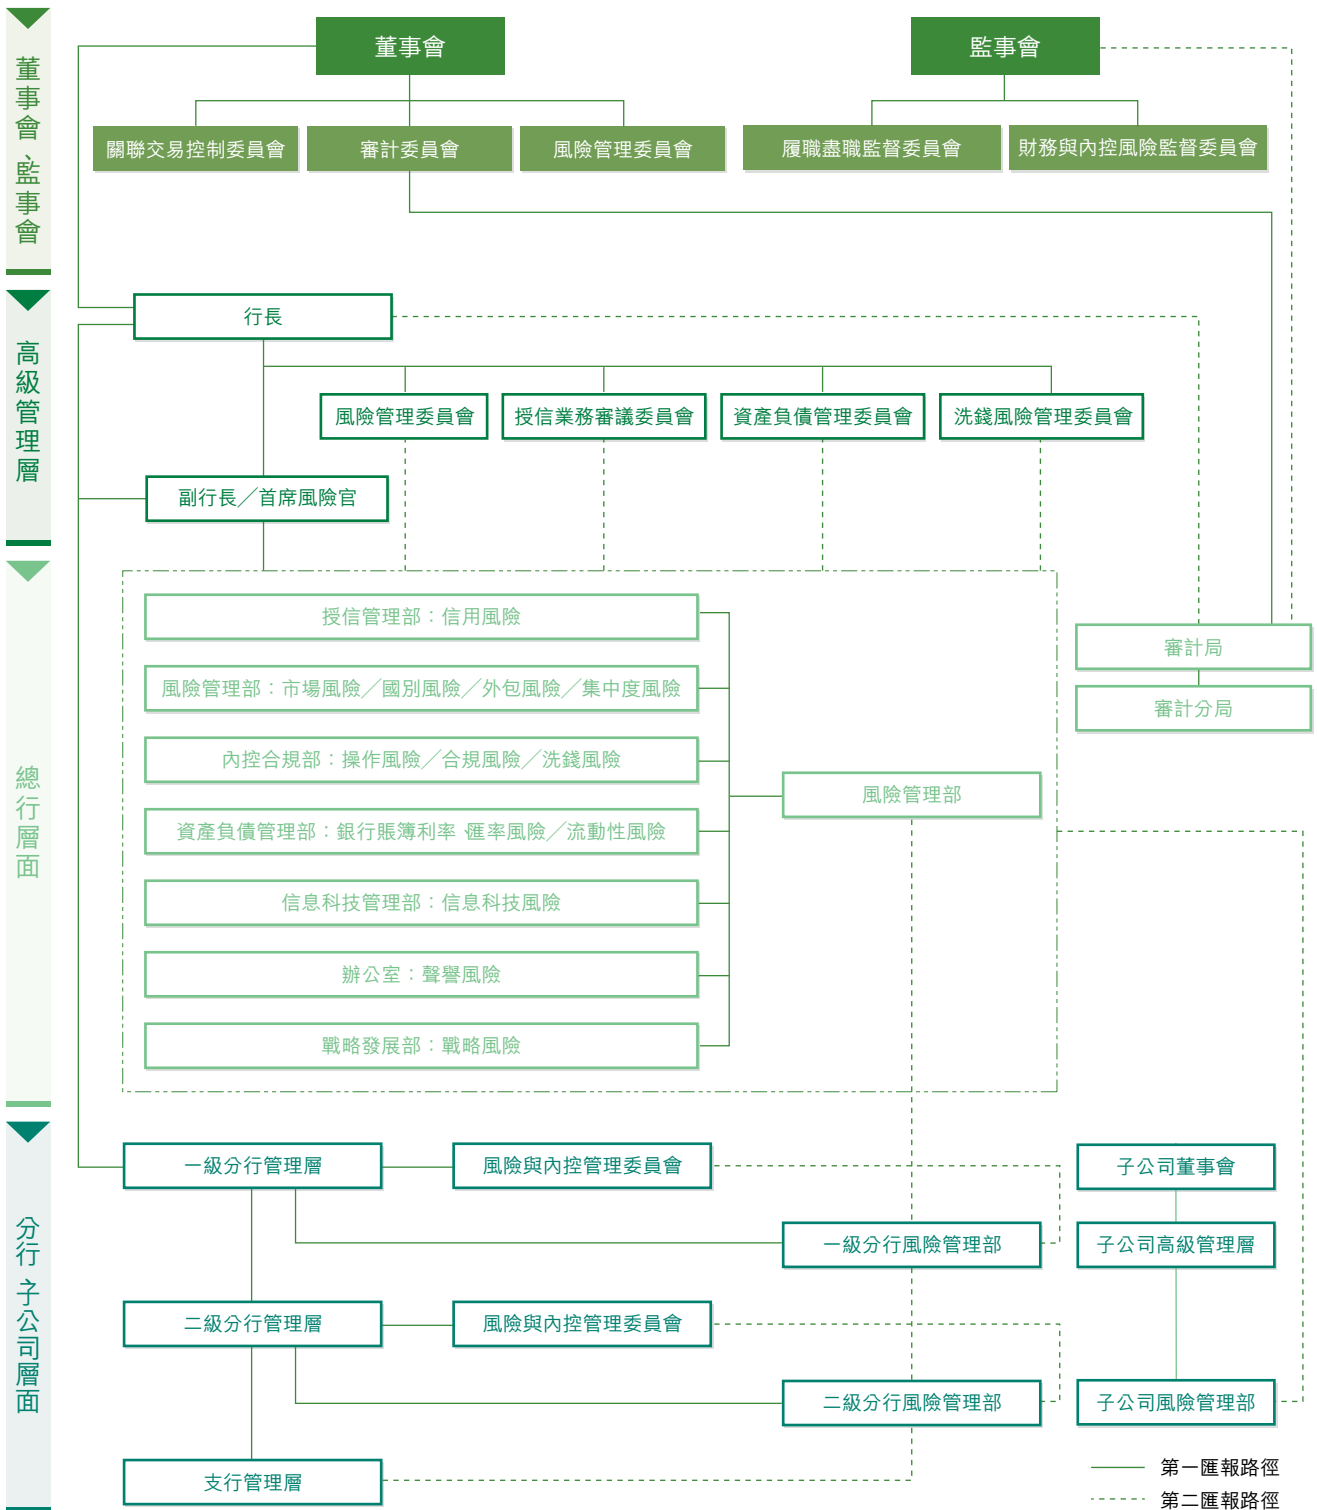 董事會、監事會
董事會
監事會
關聯交易控制委員會
審計委員會
風險管理委員會
履職盡職監督委員會
財務與內控風險監督委員會
高級管理層
行長
風險管理委員會
授信業務審議委員會
資產負債管理委員會
洗錢風險管理委員會
副行長／首席風險官
總行層面
授信管理部：信用風險
風險管理部：市場風險／國別風險／外包風險／集中度風險
內控合規部：操作風險／合規風險／洗錢風險
資產負債管理部：銀行賬簿利率、匯率風險／流動性風險
信息科技管理部：信息科技風險
辦公室：聲譽風險
戰略發展部：戰略風險
風險管理部
審計局
審計分局
分行、子公司層面
一級分行管理層
風險與內控管理委員會
子公司董事會
一級分行風險管理部
子公司高級管理層
二級分行管理層
風險與內控管理委員會
二級分行風險管理部
子公司風險管理部
支行管理層
第一匯報路徑
第二匯報路徑